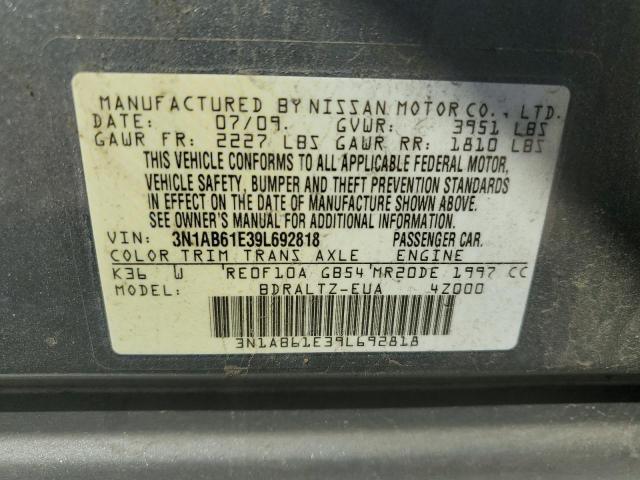 MANUFACTURED BY NISSAN MOTOR CO., LTD.
DATE: 07/09. GVWR: 3951 LBS
GAWR FR: 2227 LBS GAWR RR: 1810 LBS
THIS VEHICLE CONFORMS TO ALL APPLICABLE FEDERAL MOTOR,
VEHICLE SAFETY, BUMPER AND THEFT PREVENTION STANDARDS
IN EFFECT ON THE DATE OF MANUFACTURE SHOWN ABOVE.
SEE OWNER'S MANUAL FOR ADDITIONAL INFORMATION.
VIN: 3N1AB61E39L692818 PASSENGER CAR.
COLOR TRIM TRANS AXLE ENGINE
K36 W 'RE0F10A GB54'MR20DE 1997 CC
MODEL: BDRALTZ-EUA 4Z000
3N1AB61E39L692818